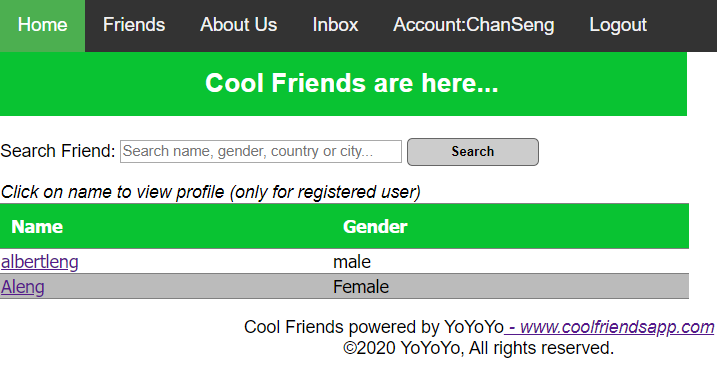 Home Friends About Us Inbox Account:ChanSeng Logout
Cool Friends are here...
Search Friend: Search name, gender, country or city... Search
Click on name to view profile (only for registered user)
Name Gender
albertleng male
Aleng Female
Cool Friends powered by YoYoYo - www.coolfriendsapp.com
©2020 YoYoYo, All rights reserved.